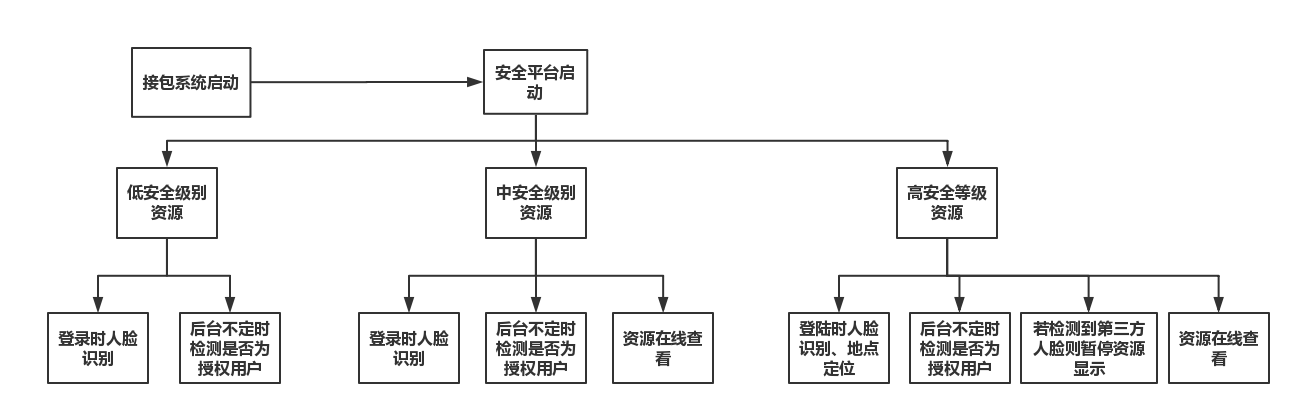 接包系统启动
安全平台启
动
低安全级别
资源
中安全级别
资源
高安全等级
资源
登录时人脸
识别
后台不定时
检测是否为
授权用户
登录时人脸
识别
后台不定时
检测是否为
授权用户
资源在线查
看
登陆时人脸
识别、地点
定位
后台不定时
检测是否为
授权用户
若检测到第三方
人脸则暂停资源
显示
资源在线查
看